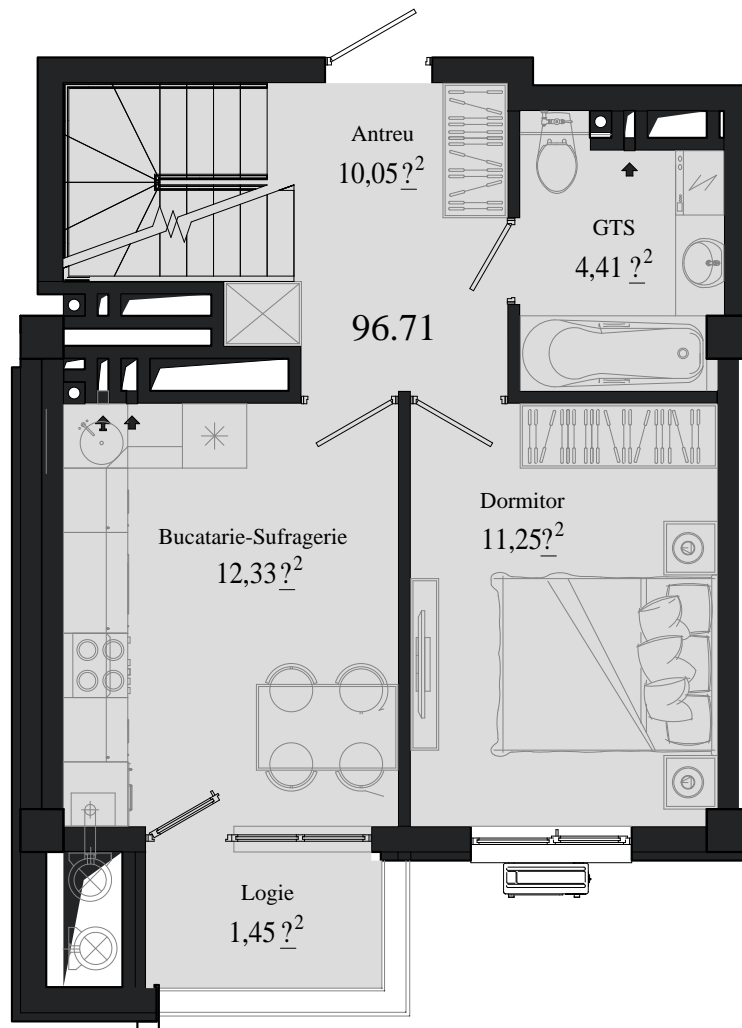 Antreu
10,05?²
GTS
4,41 ?²
96.71
Dormitor
11,25?²
Bucatarie-Sufragerie
12,33?²
Logie
1,45?²